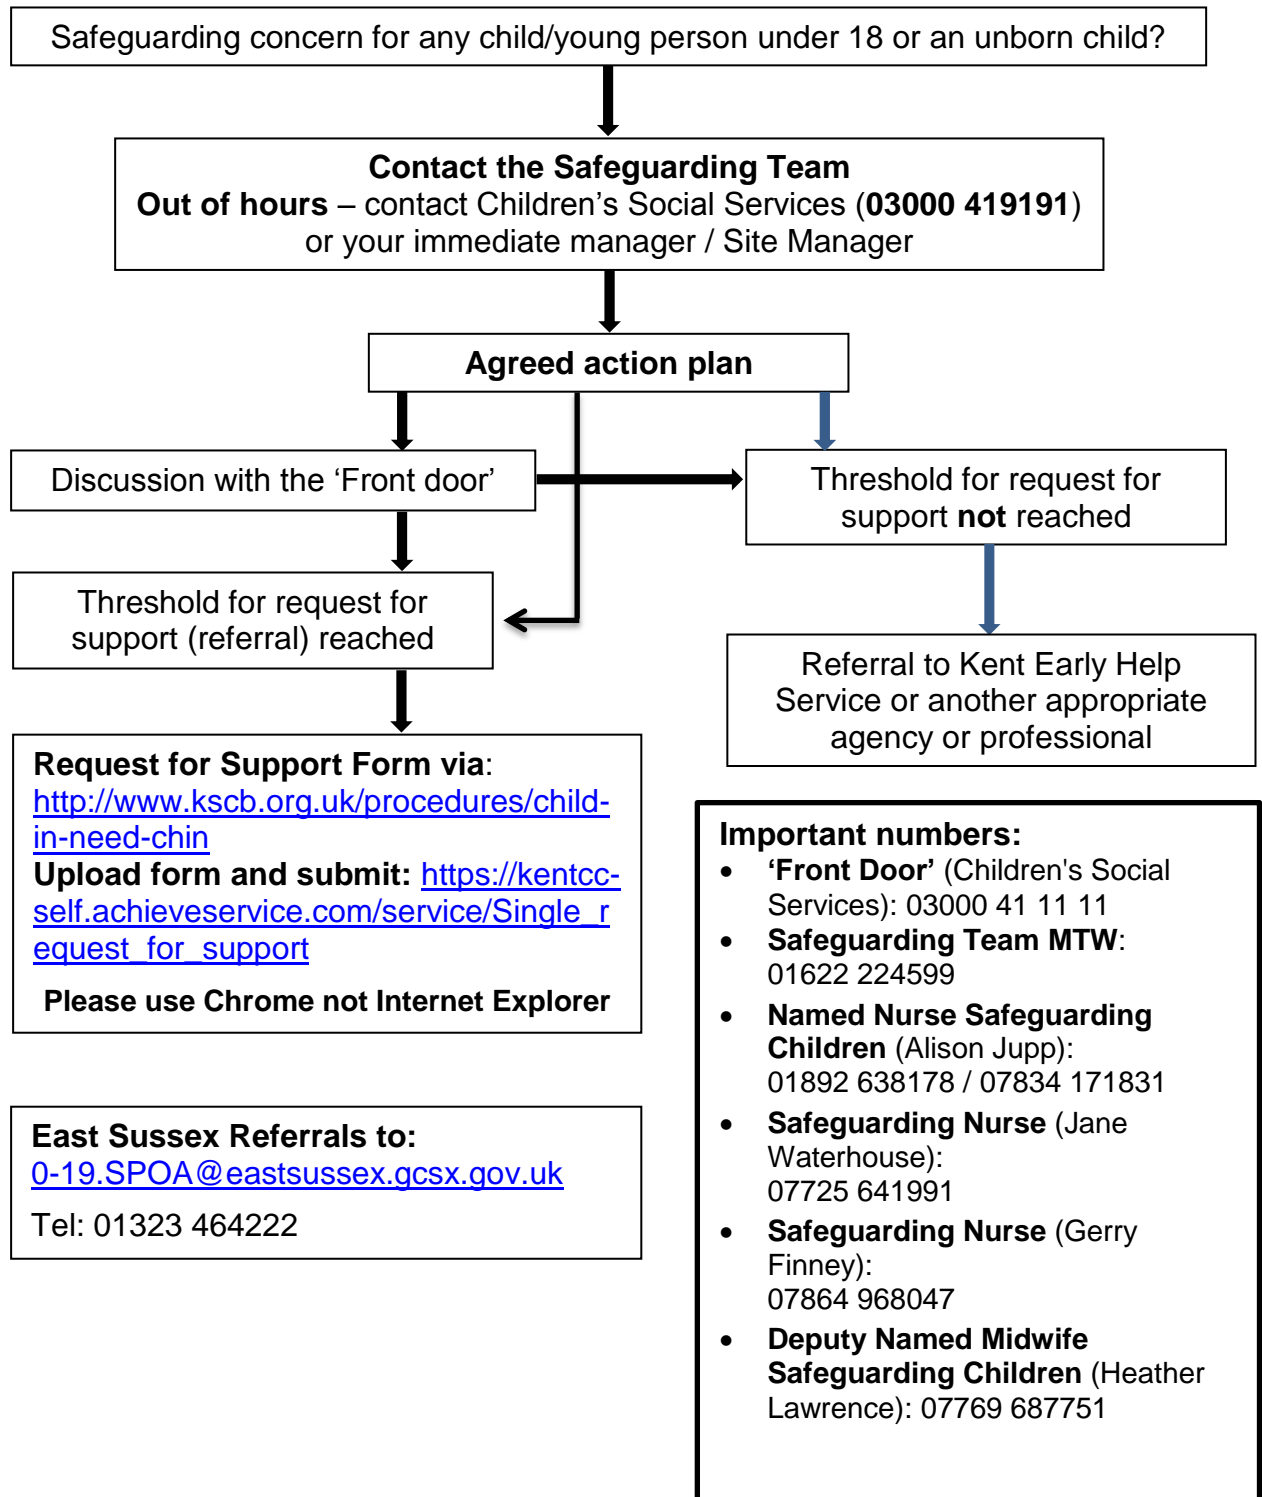 Safeguarding concern for any child/young person under 18 or an unborn child?
Contact the Safeguarding Team
Out of hours – contact Children's Social Services (03000 419191)
or your immediate manager / Site Manager
Agreed action plan
Discussion with the 'Front door'
Threshold for request for
support not reached
Threshold for request for
support (referral) reached
Referral to Kent Early Help
Service or another appropriate
agency or professional
Request for Support Form via:
http://www.kscb.org.uk/procedures/child-
in-need-chin
Upload form and submit: https://kentcc-
self.achieveservice.com/service/Single_r
equest_for_support
Please use Chrome not Internet Explorer
East Sussex Referrals to:
0-19.SPOA@eastsussex.gcsx.gov.uk
Tel: 01323 464222
Important numbers:
• 'Front Door' (Children's Social
Services): 03000 41 11 11
• Safeguarding Team MTW:
01622 224599
• Named Nurse Safeguarding
Children (Alison Jupp):
01892 638178 / 07834 171831
• Safeguarding Nurse (Jane
Waterhouse):
07725 641991
• Safeguarding Nurse (Gerry
Finney):
07864 968047
• Deputy Named Midwife
Safeguarding Children (Heather
Lawrence): 07769 687751